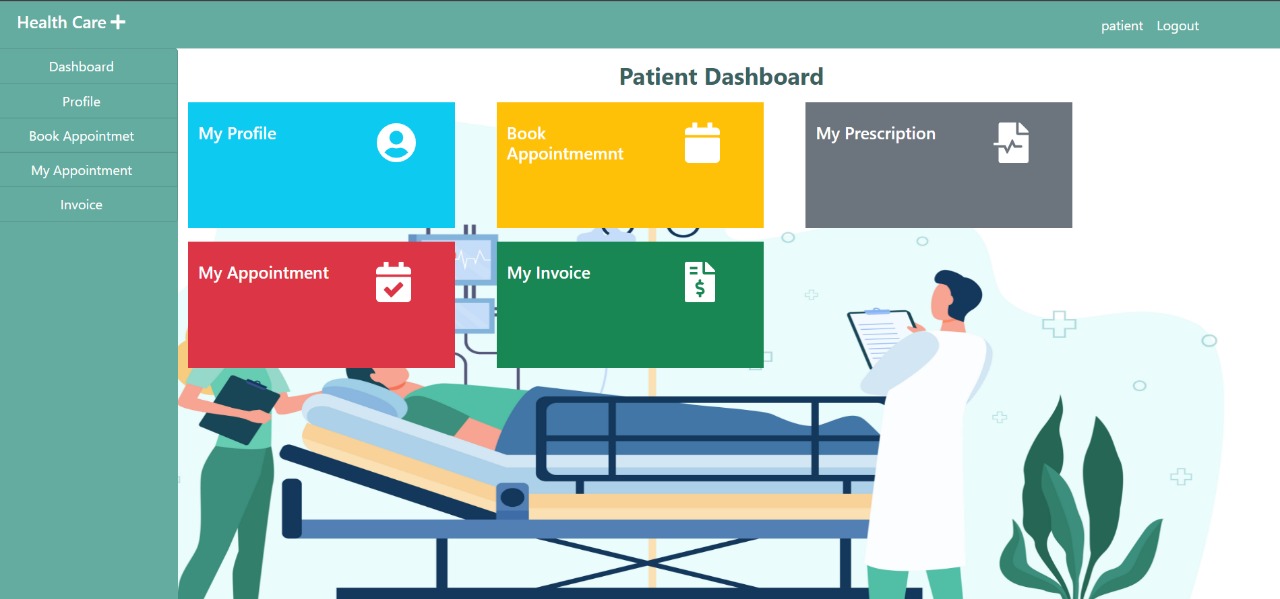 Health Care
patient Logout
Dashboard
Profile
Book Appointmet
My Appointment
Invoice
Patient Dashboard
My Profile
Book
Appointmemnt
My Prescription
My Appointment
My Invoice
$